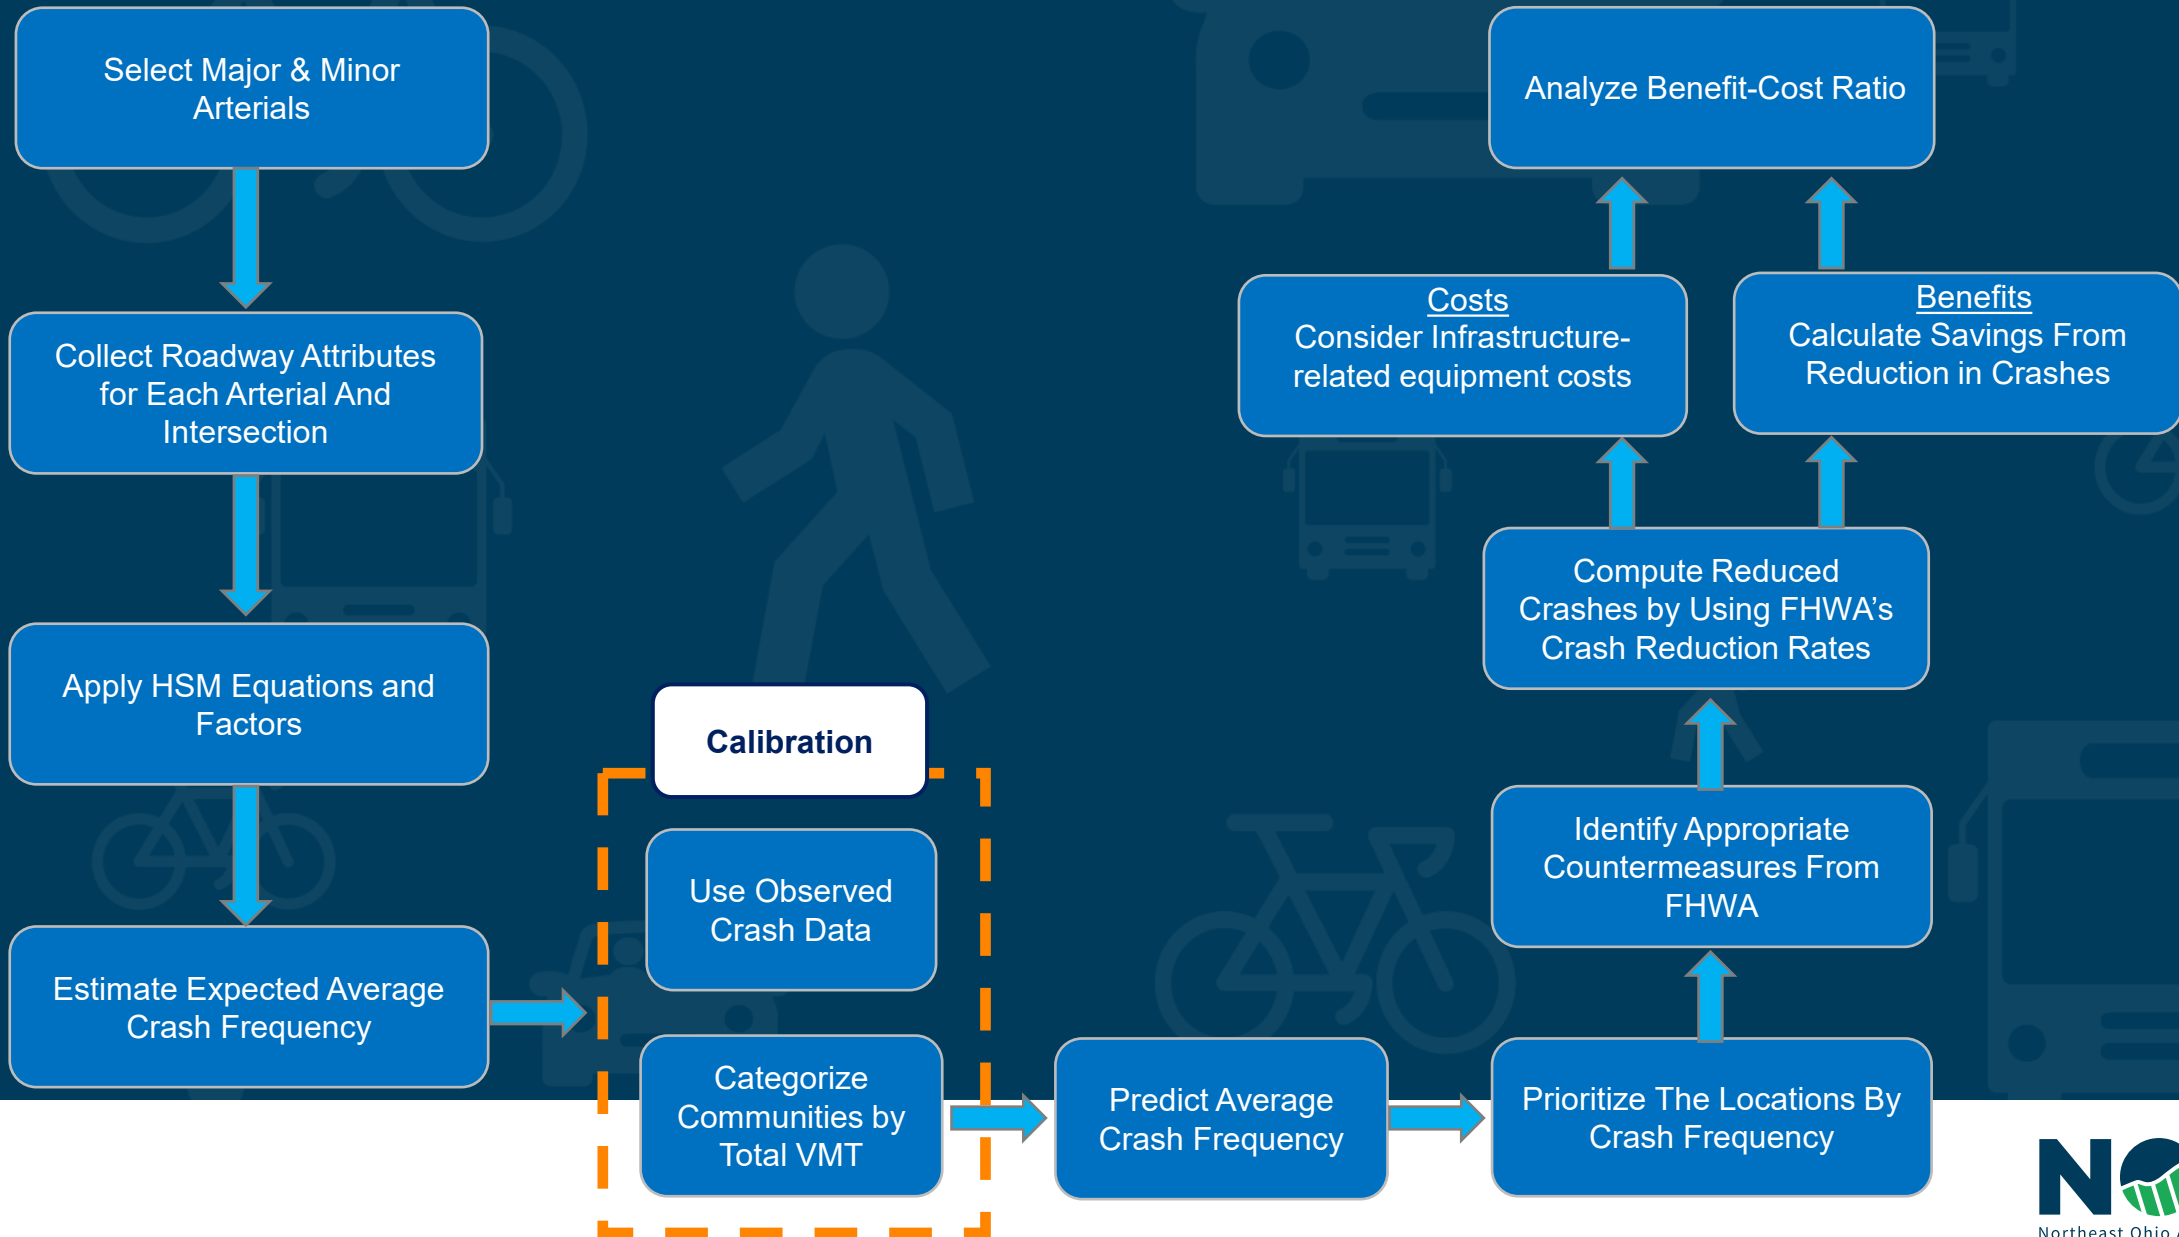 Select Major & Minor
Arterials
Collect Roadway Attributes
for Each Arterial And
Intersection
Apply HSM Equations and
Factors
Estimate Expected Average
Crash Frequency
Calibration
Use Observed
Crash Data
Categorize
Communities by
Total VMT
Predict Average
Crash Frequency
Prioritize The Locations By
Crash Frequency
Identify Appropriate
Countermeasures From
FHWA
Compute Reduced
Crashes by Using FHWA’s
Crash Reduction Rates
Costs
Consider Infrastructure-
related equipment costs
Benefits
Calculate Savings From
Reduction in Crashes
Analyze Benefit-Cost Ratio
NO
Northeast Ohio